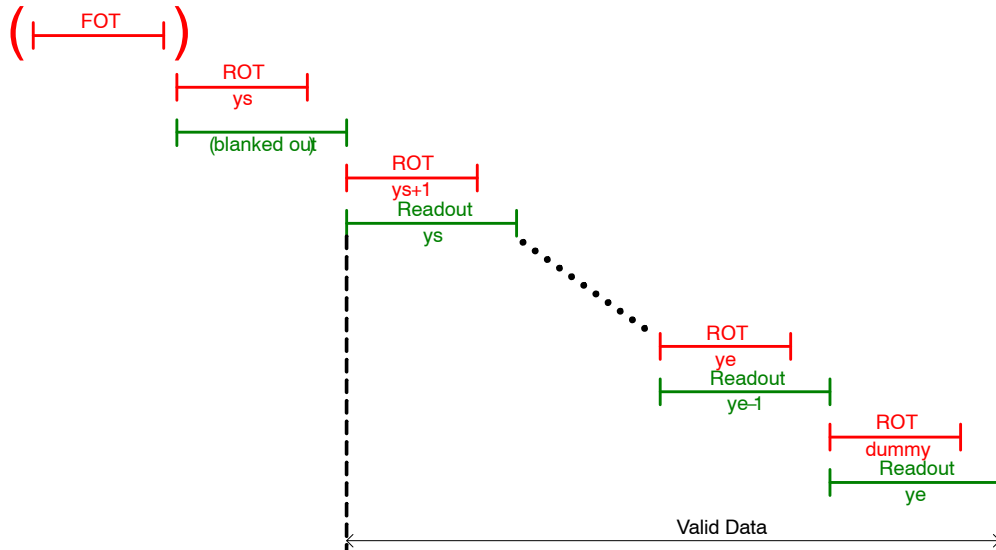 ( FOT )
ROT
ys
(blanked out)
ROT
ys+1
Readout
ys
ROT
ye
Readout
ye–1
ROT
dummy
Readout
ye
Valid Data